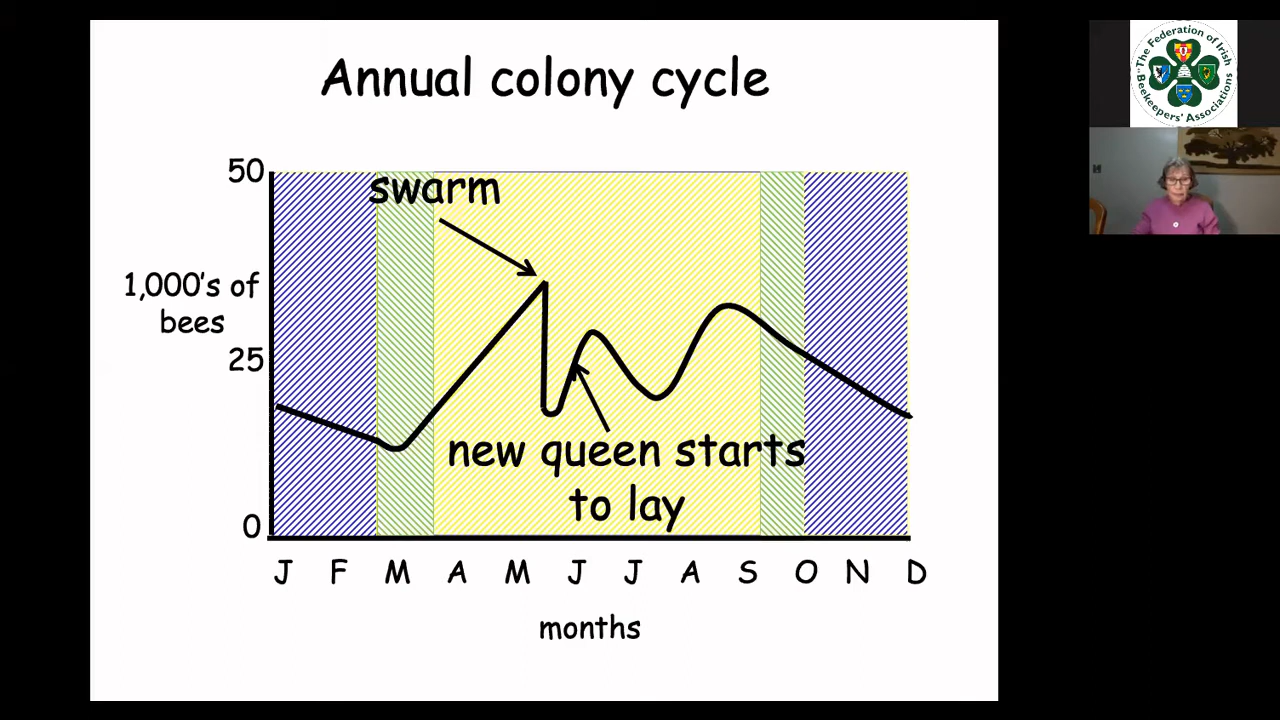 Annual colony cycle
50
swarm
1,000's of
bees
25
new queen starts
to lay
0
J F M A M J J A S O N D
months
"The Federation of Irish
Beekeepers' Associations"